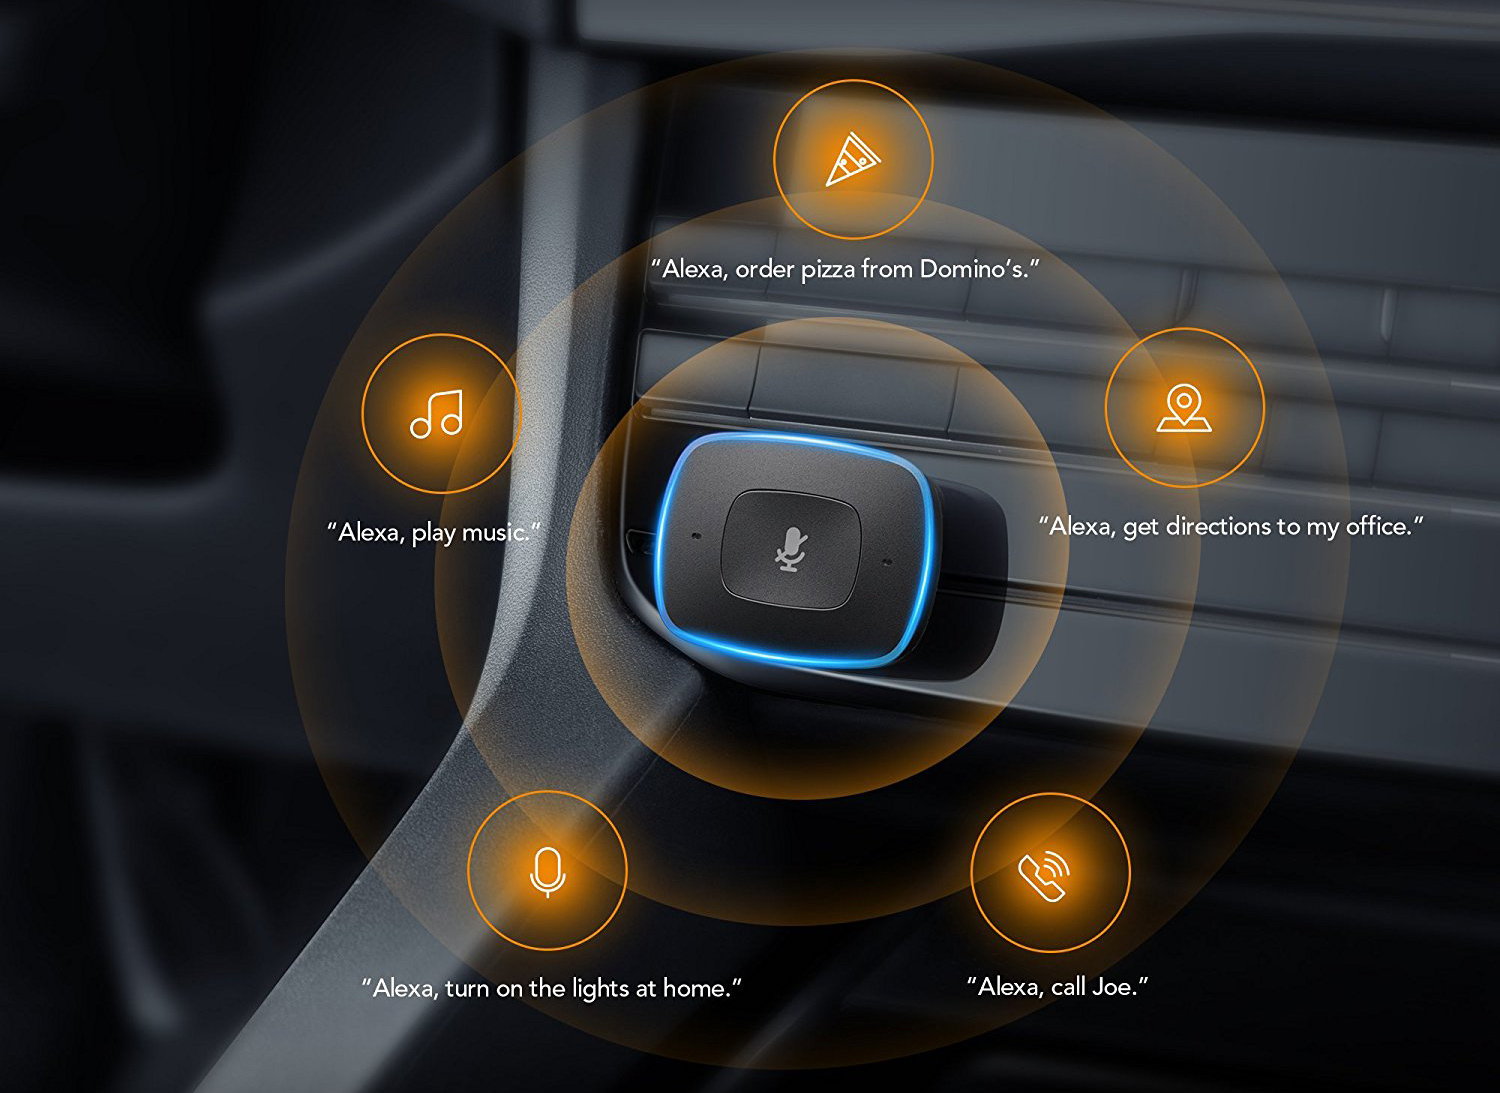 “Alexa, order pizza from Domino’s.”
“Alexa, play music.”
“Alexa, get directions to my office.”
“Alexa, turn on the lights at home.”
“Alexa, call Joe.”